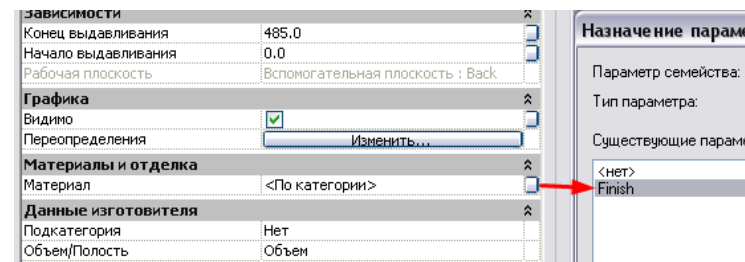 Зависимости
Конец выдавливания 485.0
Начало выдавливания 0.0
Рабочая плоскость Вспомогательная плоскость : Back
Графика
Видимо
Переопределения Изменить...
Материалы и отделка
Материал <По категории>
Данные изготовителя
Подкатегория Нет
Объем/Полость Объем
Назначение параме
Параметр семейства:
Тип параметра:
Существующие параме
<нет>
Finish